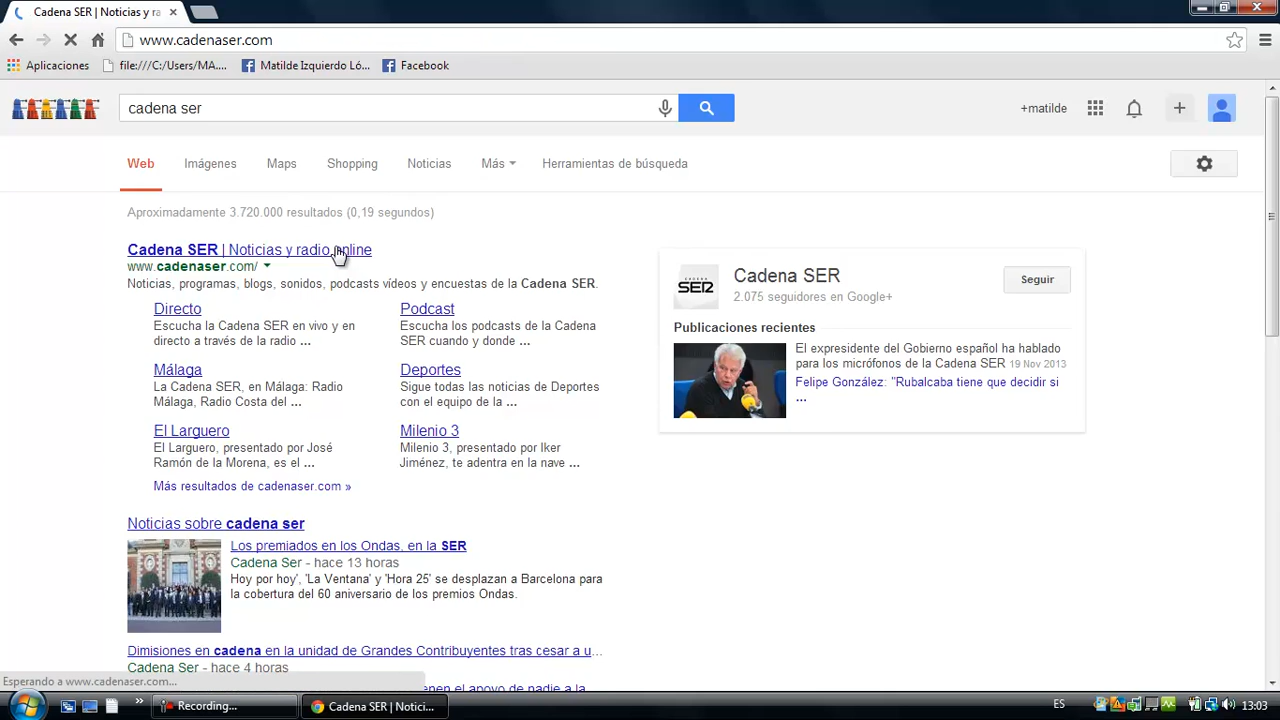 Cadena SER | Noticias y ra
www.cadenaser.com
Aplicaciones file:///C:/Users/MA.... Matilde Izquierdo Ló... Facebook
cadena ser
+matilde
Web Imágenes Maps Shopping Noticias Más Herramientas de búsqueda
Aproximadamente 3.720.000 resultados (0,19 segundos)
Cadena SER | Noticias y radio online
www.cadenaser.com/
Noticias, programas, blogs, sonidos, podcasts vídeos y encuestas de la Cadena SER.
Directo
Escucha la Cadena SER en vivo y en
directo a través de la radio ...
Podcast
Escucha los podcasts de la Cadena
SER cuando y donde ...
Málaga
La Cadena SER, en Málaga: Radio
Málaga, Radio Costa del ...
Deportes
Sigue todas las noticias de Deportes
con el equipo de la ...
El Larguero
El Larguero, presentado por José
Ramón de la Morena, es el ...
Milenio 3
Milenio 3, presentado por Iker
Jiménez, te adentra en la nave ...
Más resultados de cadenaser.com »
Noticias sobre cadena ser
Los premiados en los Ondas, en la SER
Cadena Ser - hace 13 horas
Hoy por hoy', 'La Ventana' y 'Hora 25' se desplazan a Barcelona para
la cobertura del 60 aniversario de los premios Ondas.
Dimisiones en cadena en la unidad de Grandes Contribuyentes tras cesar a u...
Cadena Ser - hace 4 horas
enen el apoyo de nadie a la
CADENA
SER
Cadena SER
2.075 seguidores en Google+
Seguir
Publicaciones recientes
El expresidente del Gobierno español ha hablado
para los micrófonos de la Cadena SER 19 Nov 2013
Felipe González: "Rubalcaba tiene que decidir si
...
Esperando a www.cadenaser.com...
Recording... Cadena SER | Notici... ES 13:03